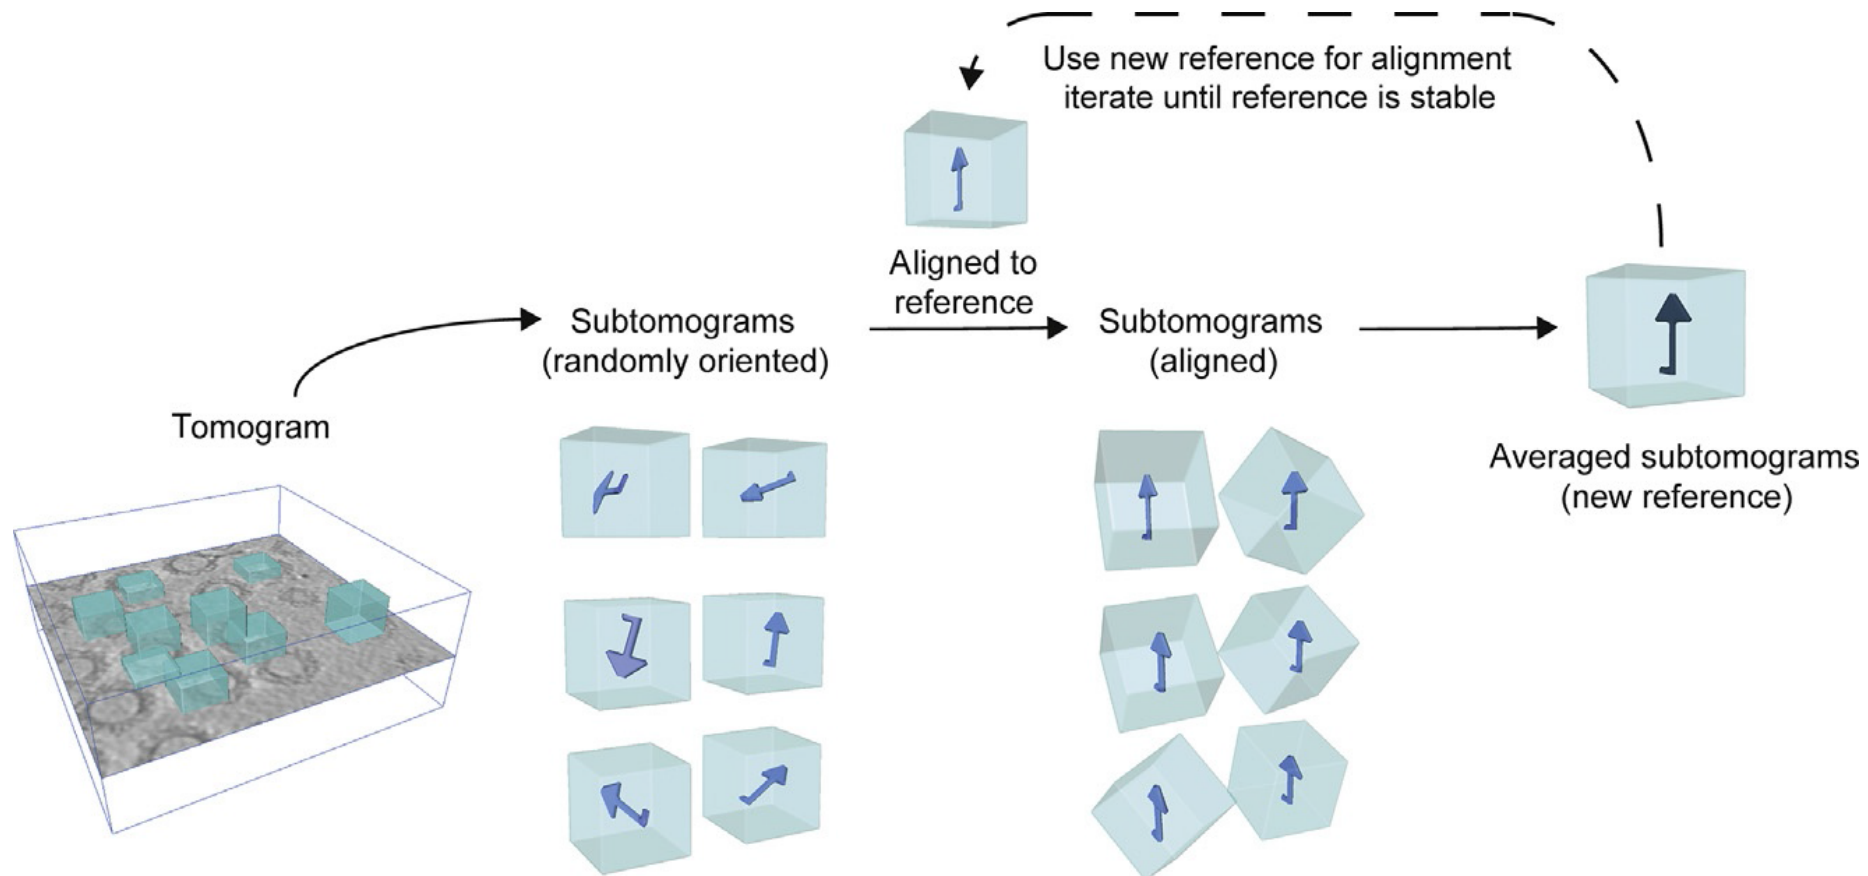 Tomogram
Subtomograms
(randomly oriented)
Aligned to
reference
Use new reference for alignment
iterate until reference is stable
Subtomograms
(aligned)
Averaged subtomograms
(new reference)